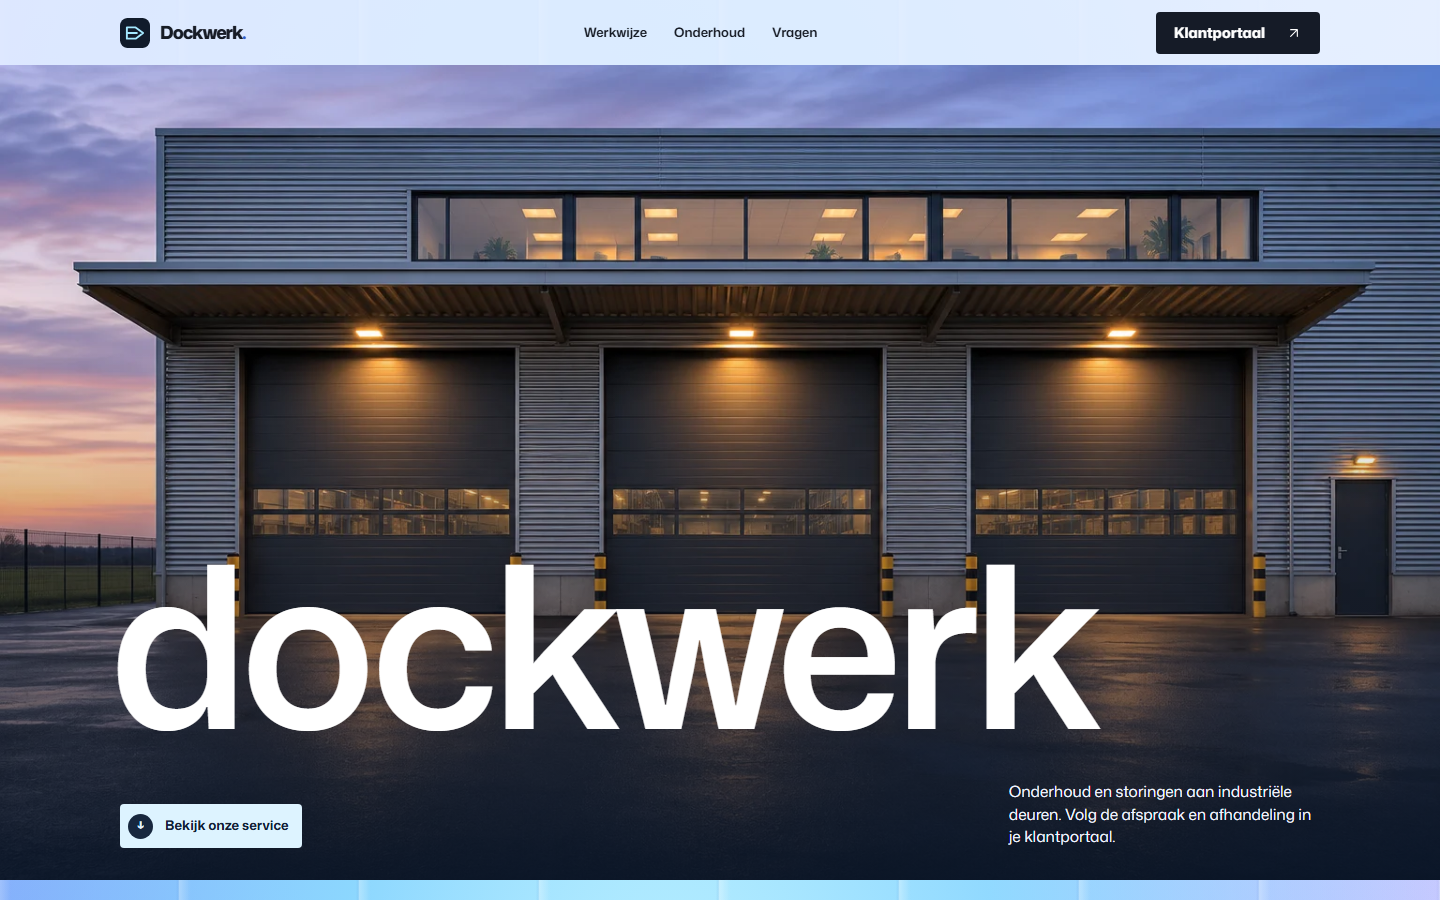 Dockwerk.
Werkwijze
Onderhoud
Vragen
Klantportaal
dockwerk
Bekijk onze service
Onderhoud en storingen aan industriële
deuren. Volg de afspraak en afhandeling in
je klantportaal.